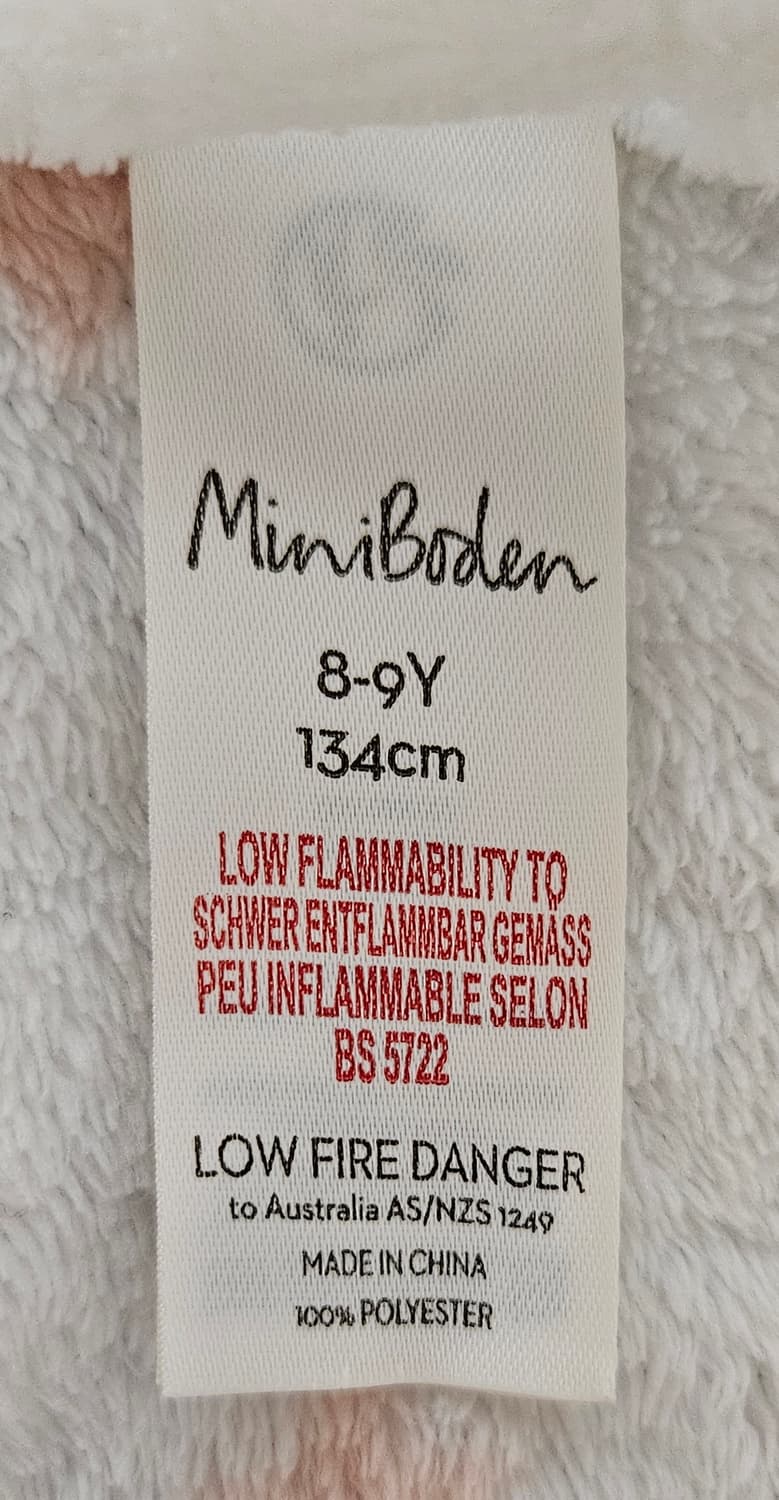 MiniBoden
8-9Y
134cm
LOW FLAMMABILITY TO
SCHWER ENTFLAMMBAR GEMÄSS
PEU INFLAMMABLE SELON
BS 5722
LOW FIRE DANGER
to Australia AS/NZS 1249
MADE IN CHINA
100% POLYESTER